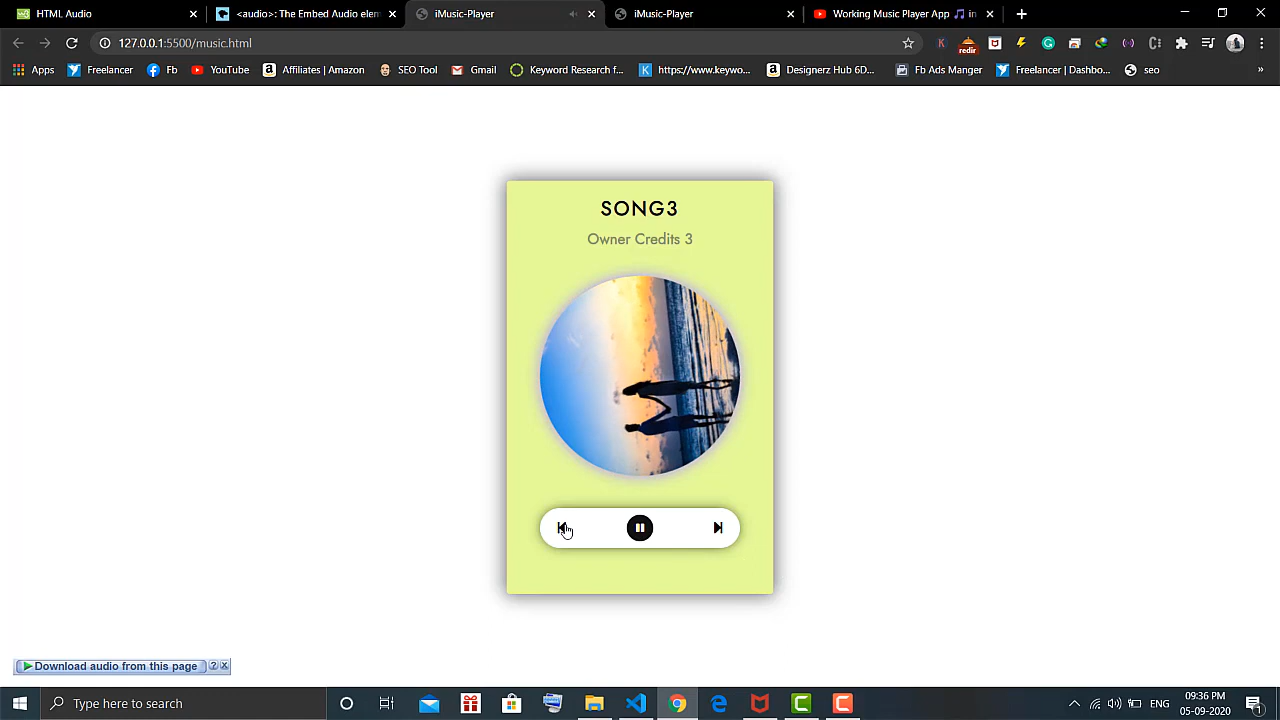 HTML Audio
<audio>: The Embed Audio elem
iMusic-Player
iMusic-Player
Working Music Player App 🎵 in
127.0.0.1:5500/music.html
redir
Apps
Freelancer
Fb
YouTube
Affiliates | Amazon
SEO Tool
Gmail
Keyword Research f...
https://www.keywo...
Designerz Hub 6D...
Fb Ads Manger
Freelancer | Dashbo...
seo
»
SONG3
Owner Credits 3
Download audio from this page
Type here to search
ENG
09:36 PM
05-09-2020